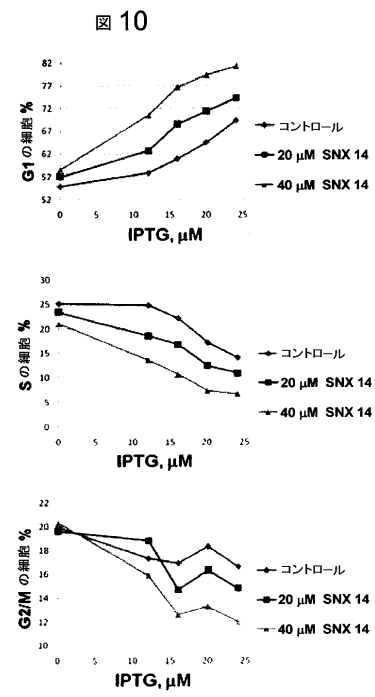 図 10
82
77
72
67
62
57
52
G1 の細胞 %
0
5
10
15
20
25
IPTG, μM
コントロール
20 μM SNX 14
40 μM SNX 14
30
25
20
15
10
5
0
S の細胞 %
0
5
10
15
20
25
IPTG, μM
コントロール
20 μM SNX 14
40 μM SNX 14
22
20
18
16
14
12
10
G2/M の細胞 %
0
5
10
15
20
25
IPTG, μM
コントロール
20 μM SNX 14
40 μM SNX 14